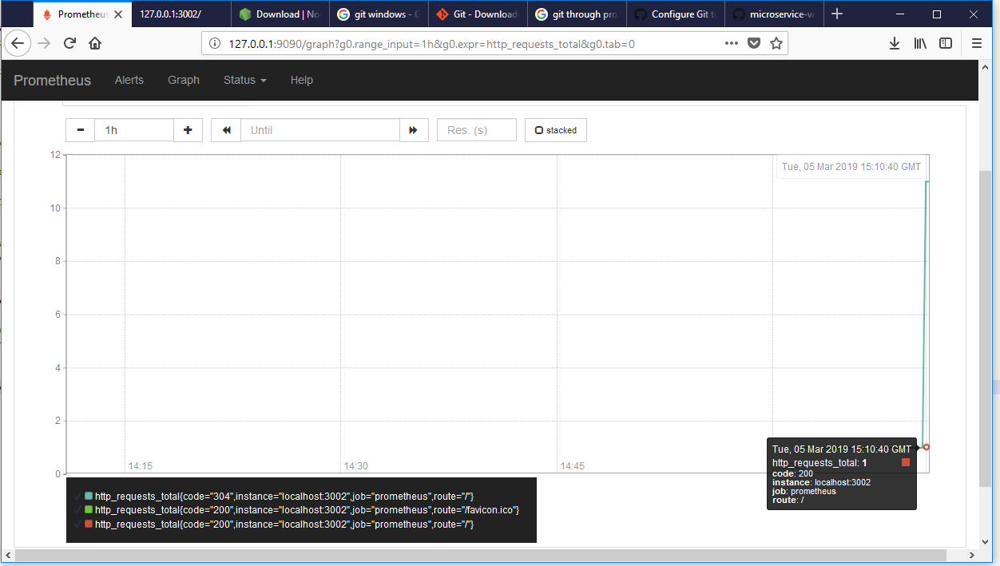 Prometheus
127.0.0.1:3002/
Download | No
git windows - G
Git - Download
git through pro
Configure Git to
microservice-w
127.0.0.1:9090/graph?g0.range_input=1h&g0.expr=http_requests_total&g0.tab=0
Prometheus Alerts Graph Status Help
1h Until Res. (s) stacked
12
Tue, 05 Mar 2019 15:10:40 GMT
10
8
6
4
2
Tue, 05 Mar 2019 15:10:40 GMT
http_requests_total: 1
code: 200
instance: localhost:3002
job: prometheus
route: /
14:15 14:30 14:45
0
http_requests_total{code="304",instance="localhost:3002",job="prometheus",route="/"}
http_requests_total{code="200",instance="localhost:3002",job="prometheus",route="/favicon.ico"}
http_requests_total{code="200",instance="localhost:3002",job="prometheus",route="/"}